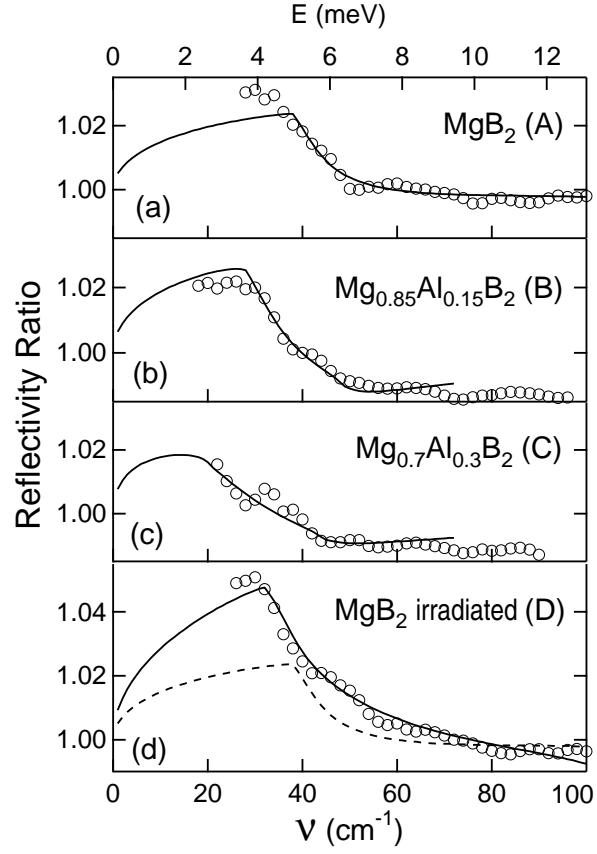 E (meV)
0 2 4 6 8 10 12
MgB₂ (A)
1.02
1.00
(a)
Mg₀.₈₅Al₀.₁₅B₂ (B)
1.02
1.00
(b)
Reflectivity Ratio
Mg₀.₇Al₀.₃B₂ (C)
1.02
1.00
(c)
MgB₂ irradiated (D)
1.04
1.02
1.00
(d)
0 20 40 60 80 100
ν (cm⁻¹)